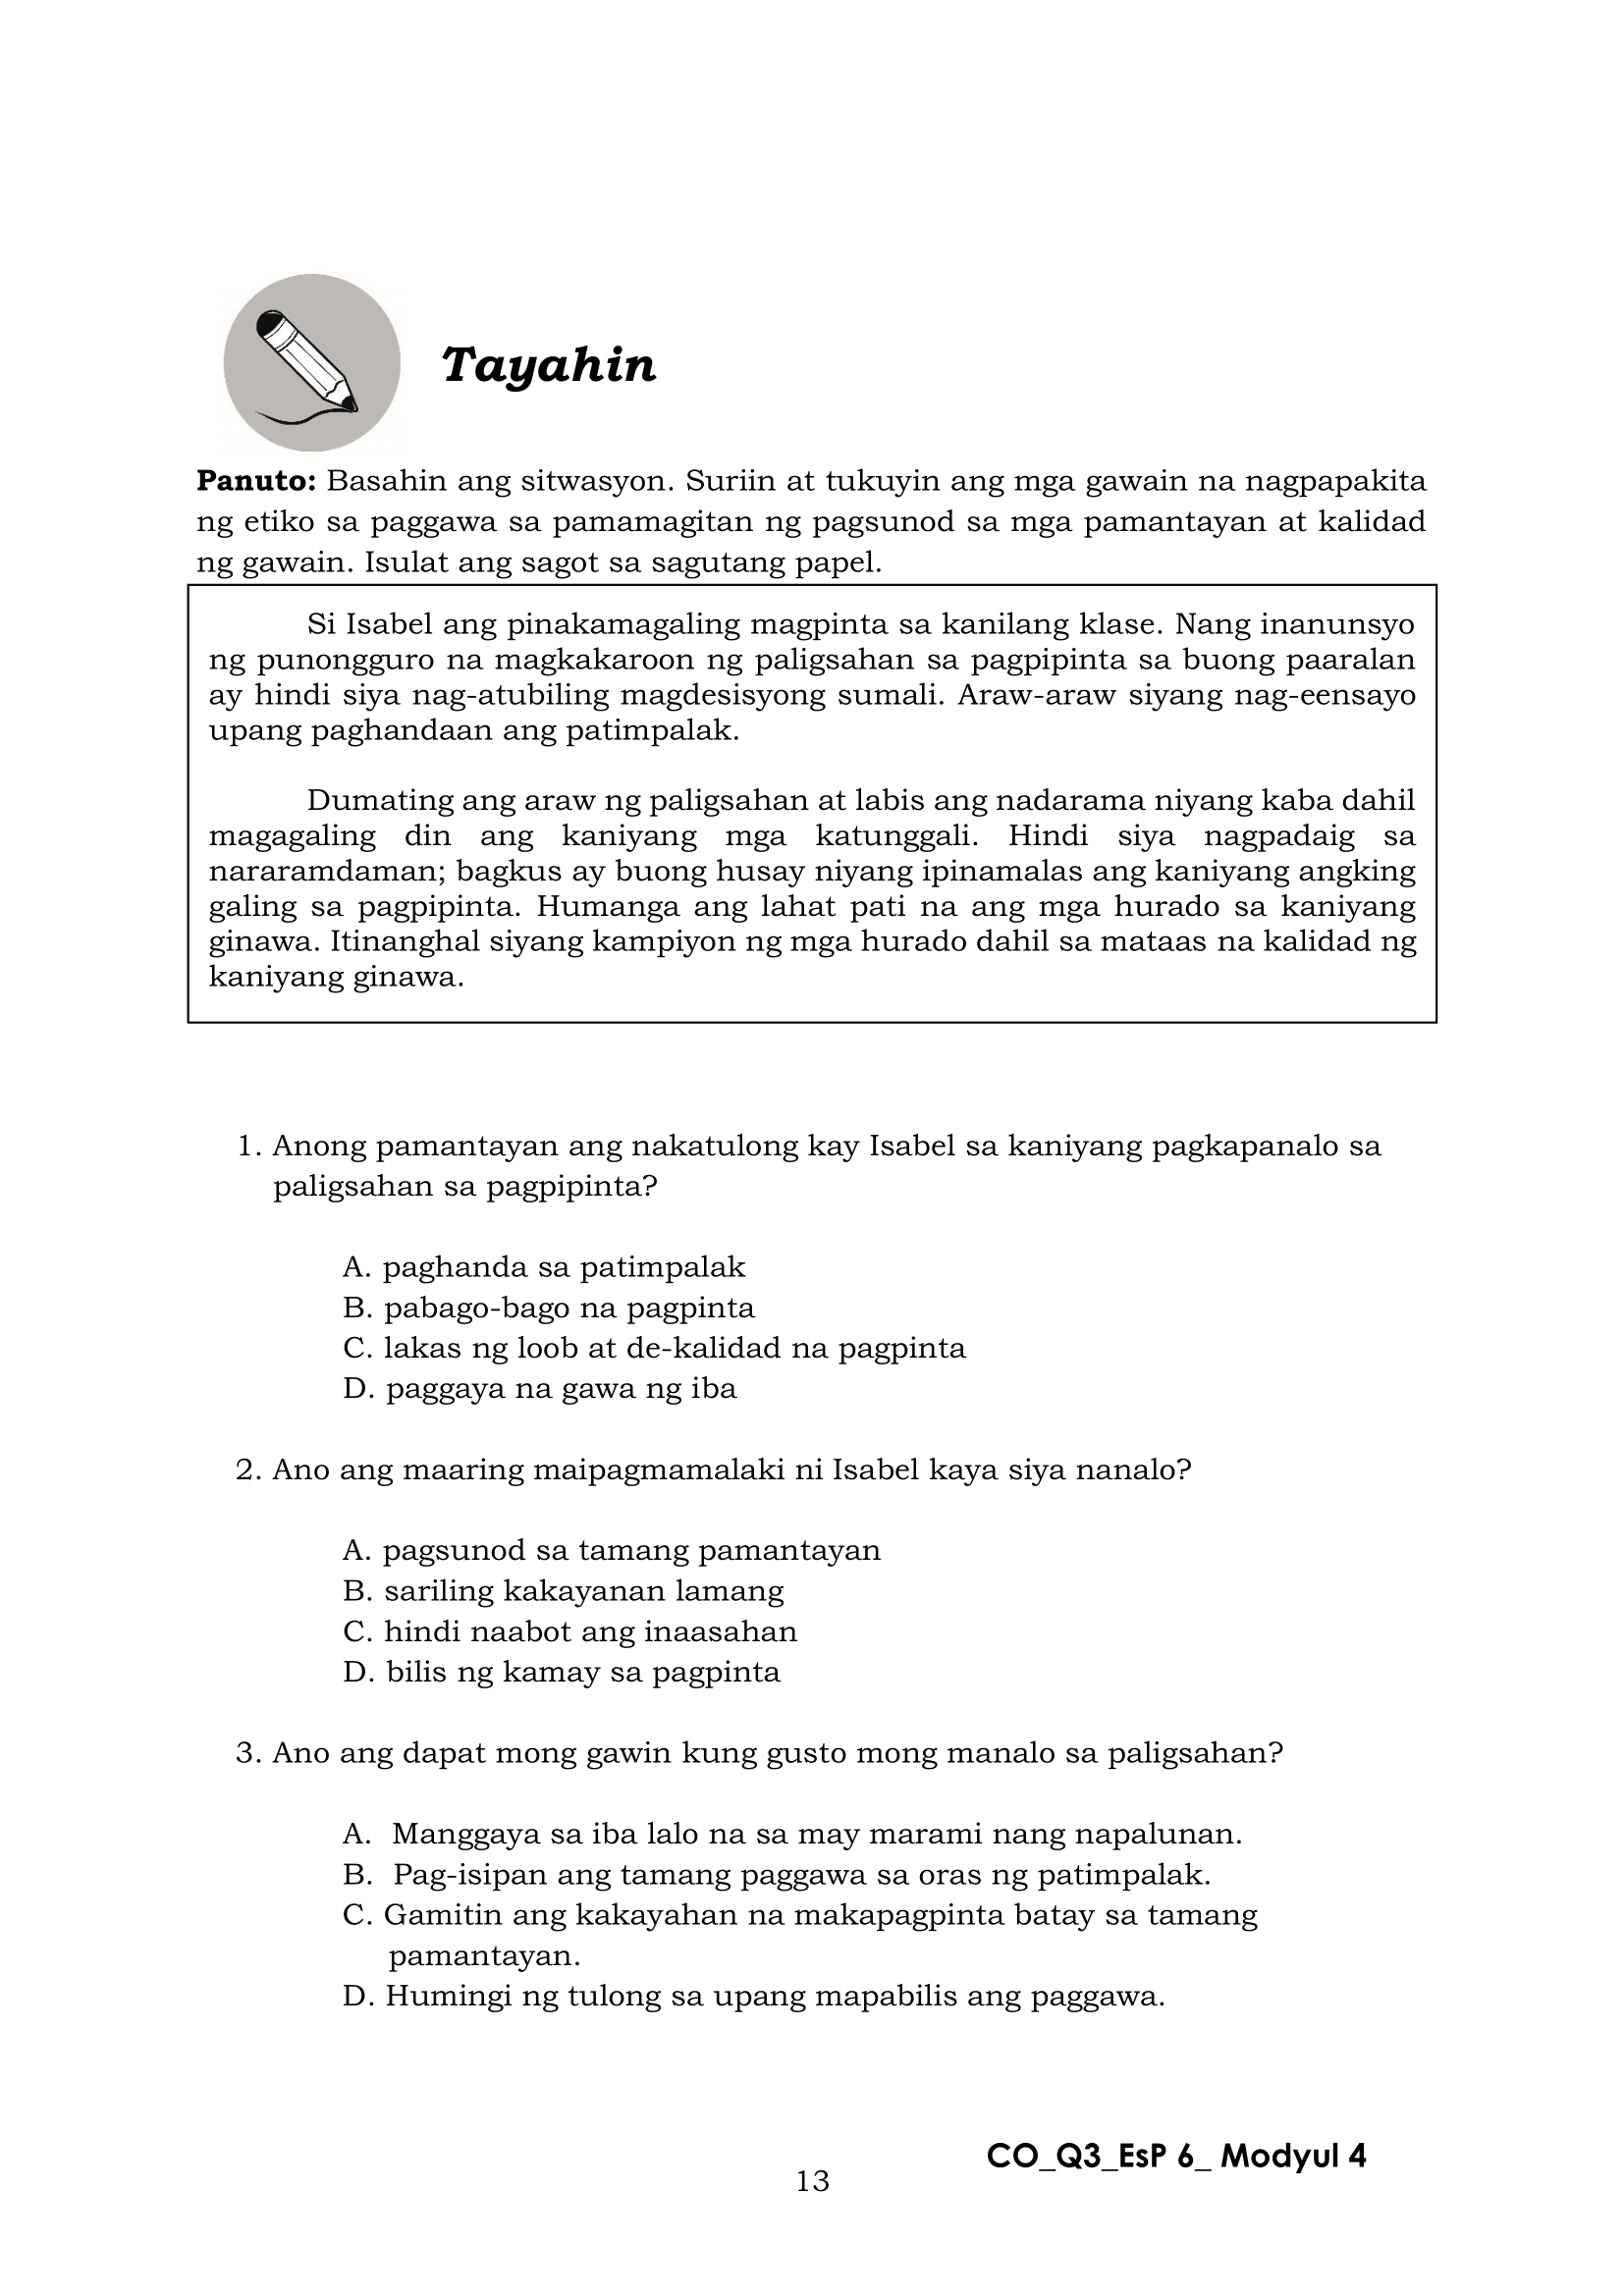 Tayahin
Panuto: Basahin ang sitwasyon. Suriin at tukuyin ang mga gawain na nagpapakita
ng etiko sa paggawa sa pamamagitan ng pagsunod sa mga pamantayan at kalidad
ng gawain. Isulat ang sagot sa sagutang papel.
Si Isabel ang pinakamagaling magpinta sa kanilang klase. Nang inanunsyo
ng punongguro na magkakaroon ng paligsahan sa pagpipinta sa buong paaralan
ay hindi siya nag-atubiling magdesisyong sumali. Araw-araw siyang nag-eensayo
upang paghandaan ang patimpalak.
Dumating ang araw ng paligsahan at labis ang nadarama niyang kaba dahil
magagaling din ang kaniyang mga katunggali. Hindi siya nagpadaig sa
nararamdaman; bagkus ay buong husay niyang ipinamalas ang kaniyang angking
galing sa pagpipinta. Humanga ang lahat pati na ang mga hurado sa kaniyang
ginawa. Itinanghal siyang kampiyon ng mga hurado dahil sa mataas na kalidad ng
kaniyang ginawa.
1. Anong pamantayan ang nakatulong kay Isabel sa kaniyang pagkapanalo sa
paligsahan sa pagpipinta?
A. paghanda sa patimpalak
B. pabago-bago na pagpinta
C. lakas ng loob at de-kalidad na pagpinta
D. paggaya na gawa ng iba
2. Ano ang maaring maipagmamalaki ni Isabel kaya siya nanalo?
A. pagsunod sa tamang pamantayan
B. sariling kakayanan lamang
C. hindi naabot ang inaasahan
D. bilis ng kamay sa pagpinta
3. Ano ang dapat mong gawin kung gusto mong manalo sa paligsahan?
A. Manggaya sa iba lalo na sa may marami nang napalunan.
B. Pag-isipan ang tamang paggawa sa oras ng patimpalak.
C. Gamitin ang kakayahan na makapagpinta batay sa tamang
pamantayan.
D. Humingi ng tulong sa upang mapabilis ang paggawa.
CO_Q3_EsP 6_ Modyul 4
13